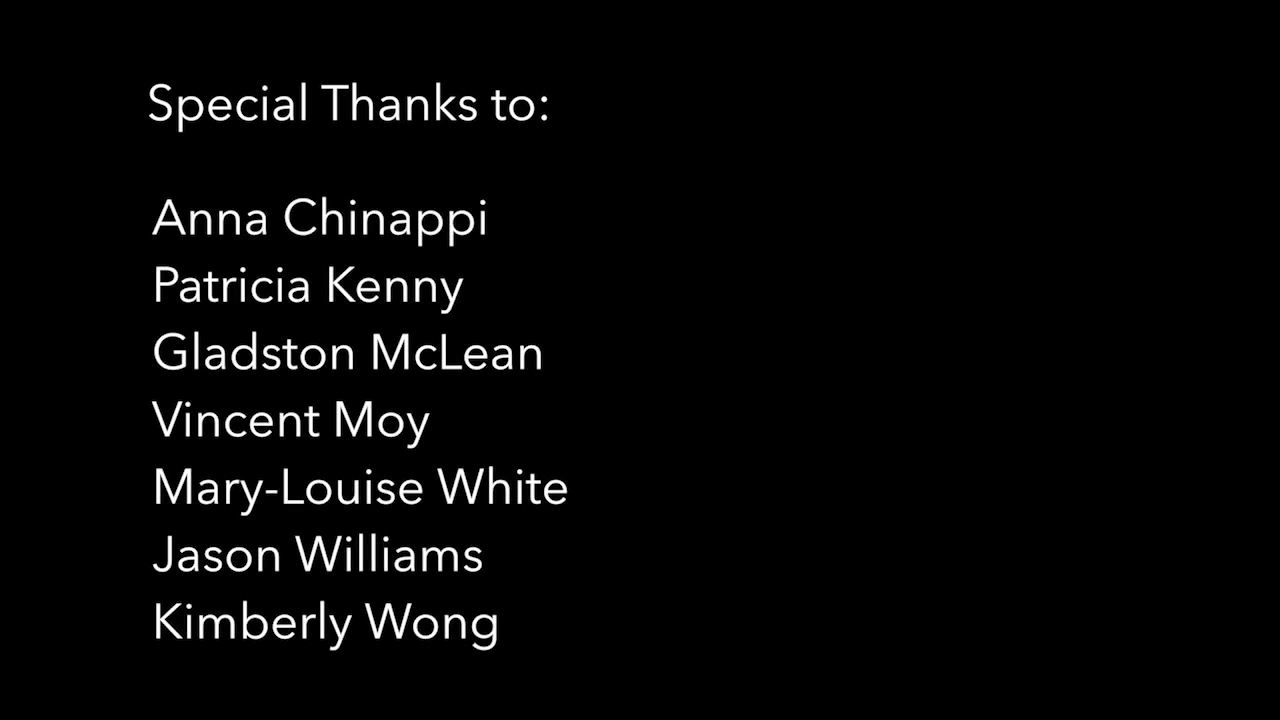 Special Thanks to:
Anna Chinappi
Patricia Kenny
Gladston McLean
Vincent Moy
Mary-Louise White
Jason Williams
Kimberly Wong